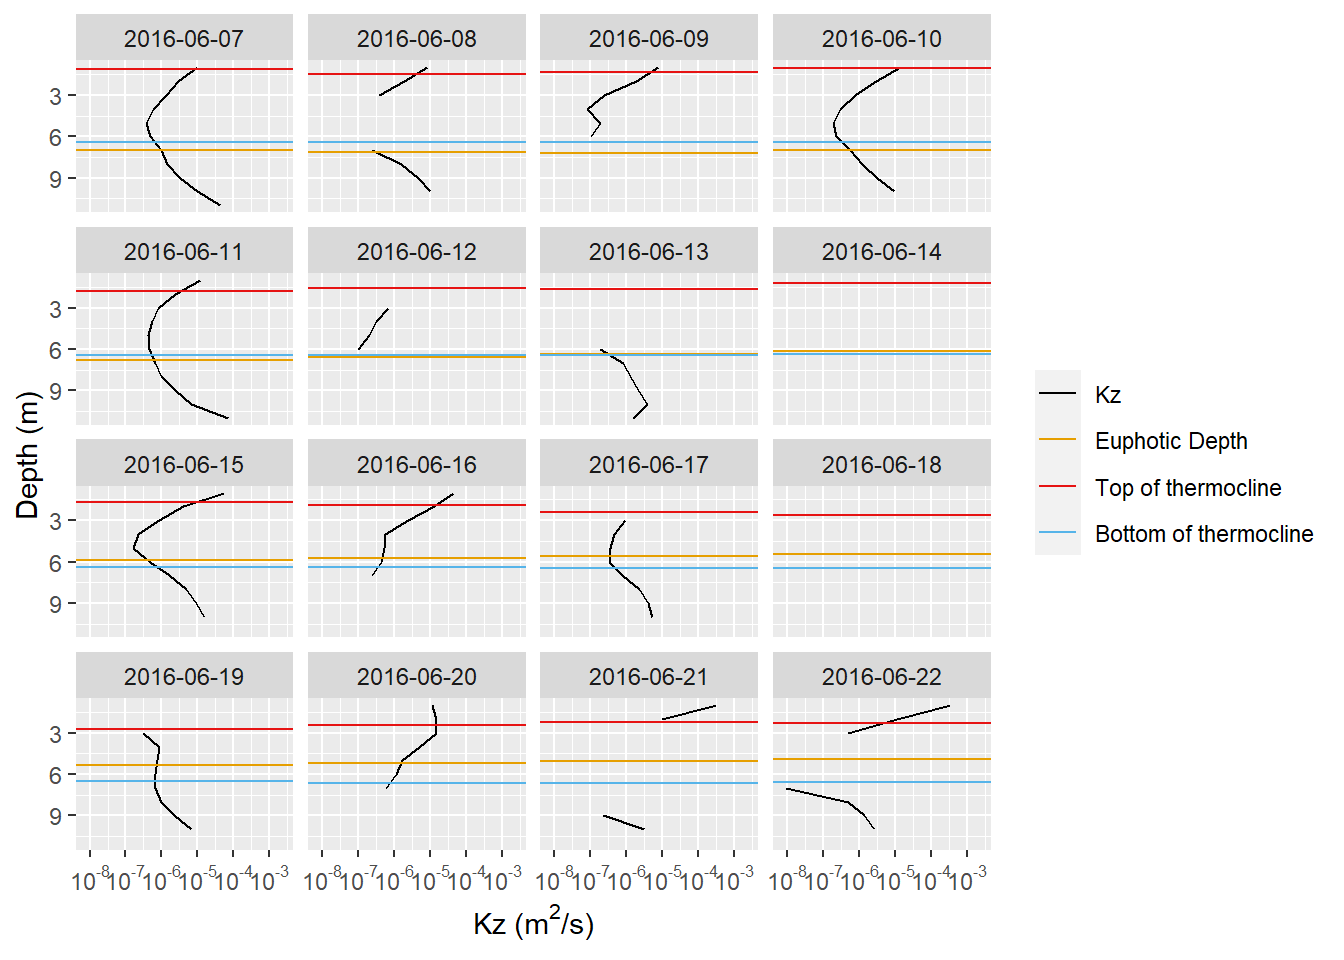 2016-06-07 2016-06-08 2016-06-09 2016-06-10
3
6
9
2016-06-11 2016-06-12 2016-06-13 2016-06-14
3
6
9
2016-06-15 2016-06-16 2016-06-17 2016-06-18
3
6
9
2016-06-19 2016-06-20 2016-06-21 2016-06-22
3
6
9
10⁻⁸ 10⁻⁷ 10⁻⁶ 10⁻⁵ 10⁻⁴ 10⁻³ 10⁻⁸ 10⁻⁷ 10⁻⁶ 10⁻⁵ 10⁻⁴ 10⁻³ 10⁻⁸ 10⁻⁷ 10⁻⁶ 10⁻⁵ 10⁻⁴ 10⁻³ 10⁻⁸ 10⁻⁷ 10⁻⁶ 10⁻⁵ 10⁻⁴ 10⁻³
Kz (m²/s)
Depth (m)
Kz
Euphotic Depth
Top of thermocline
Bottom of thermocline